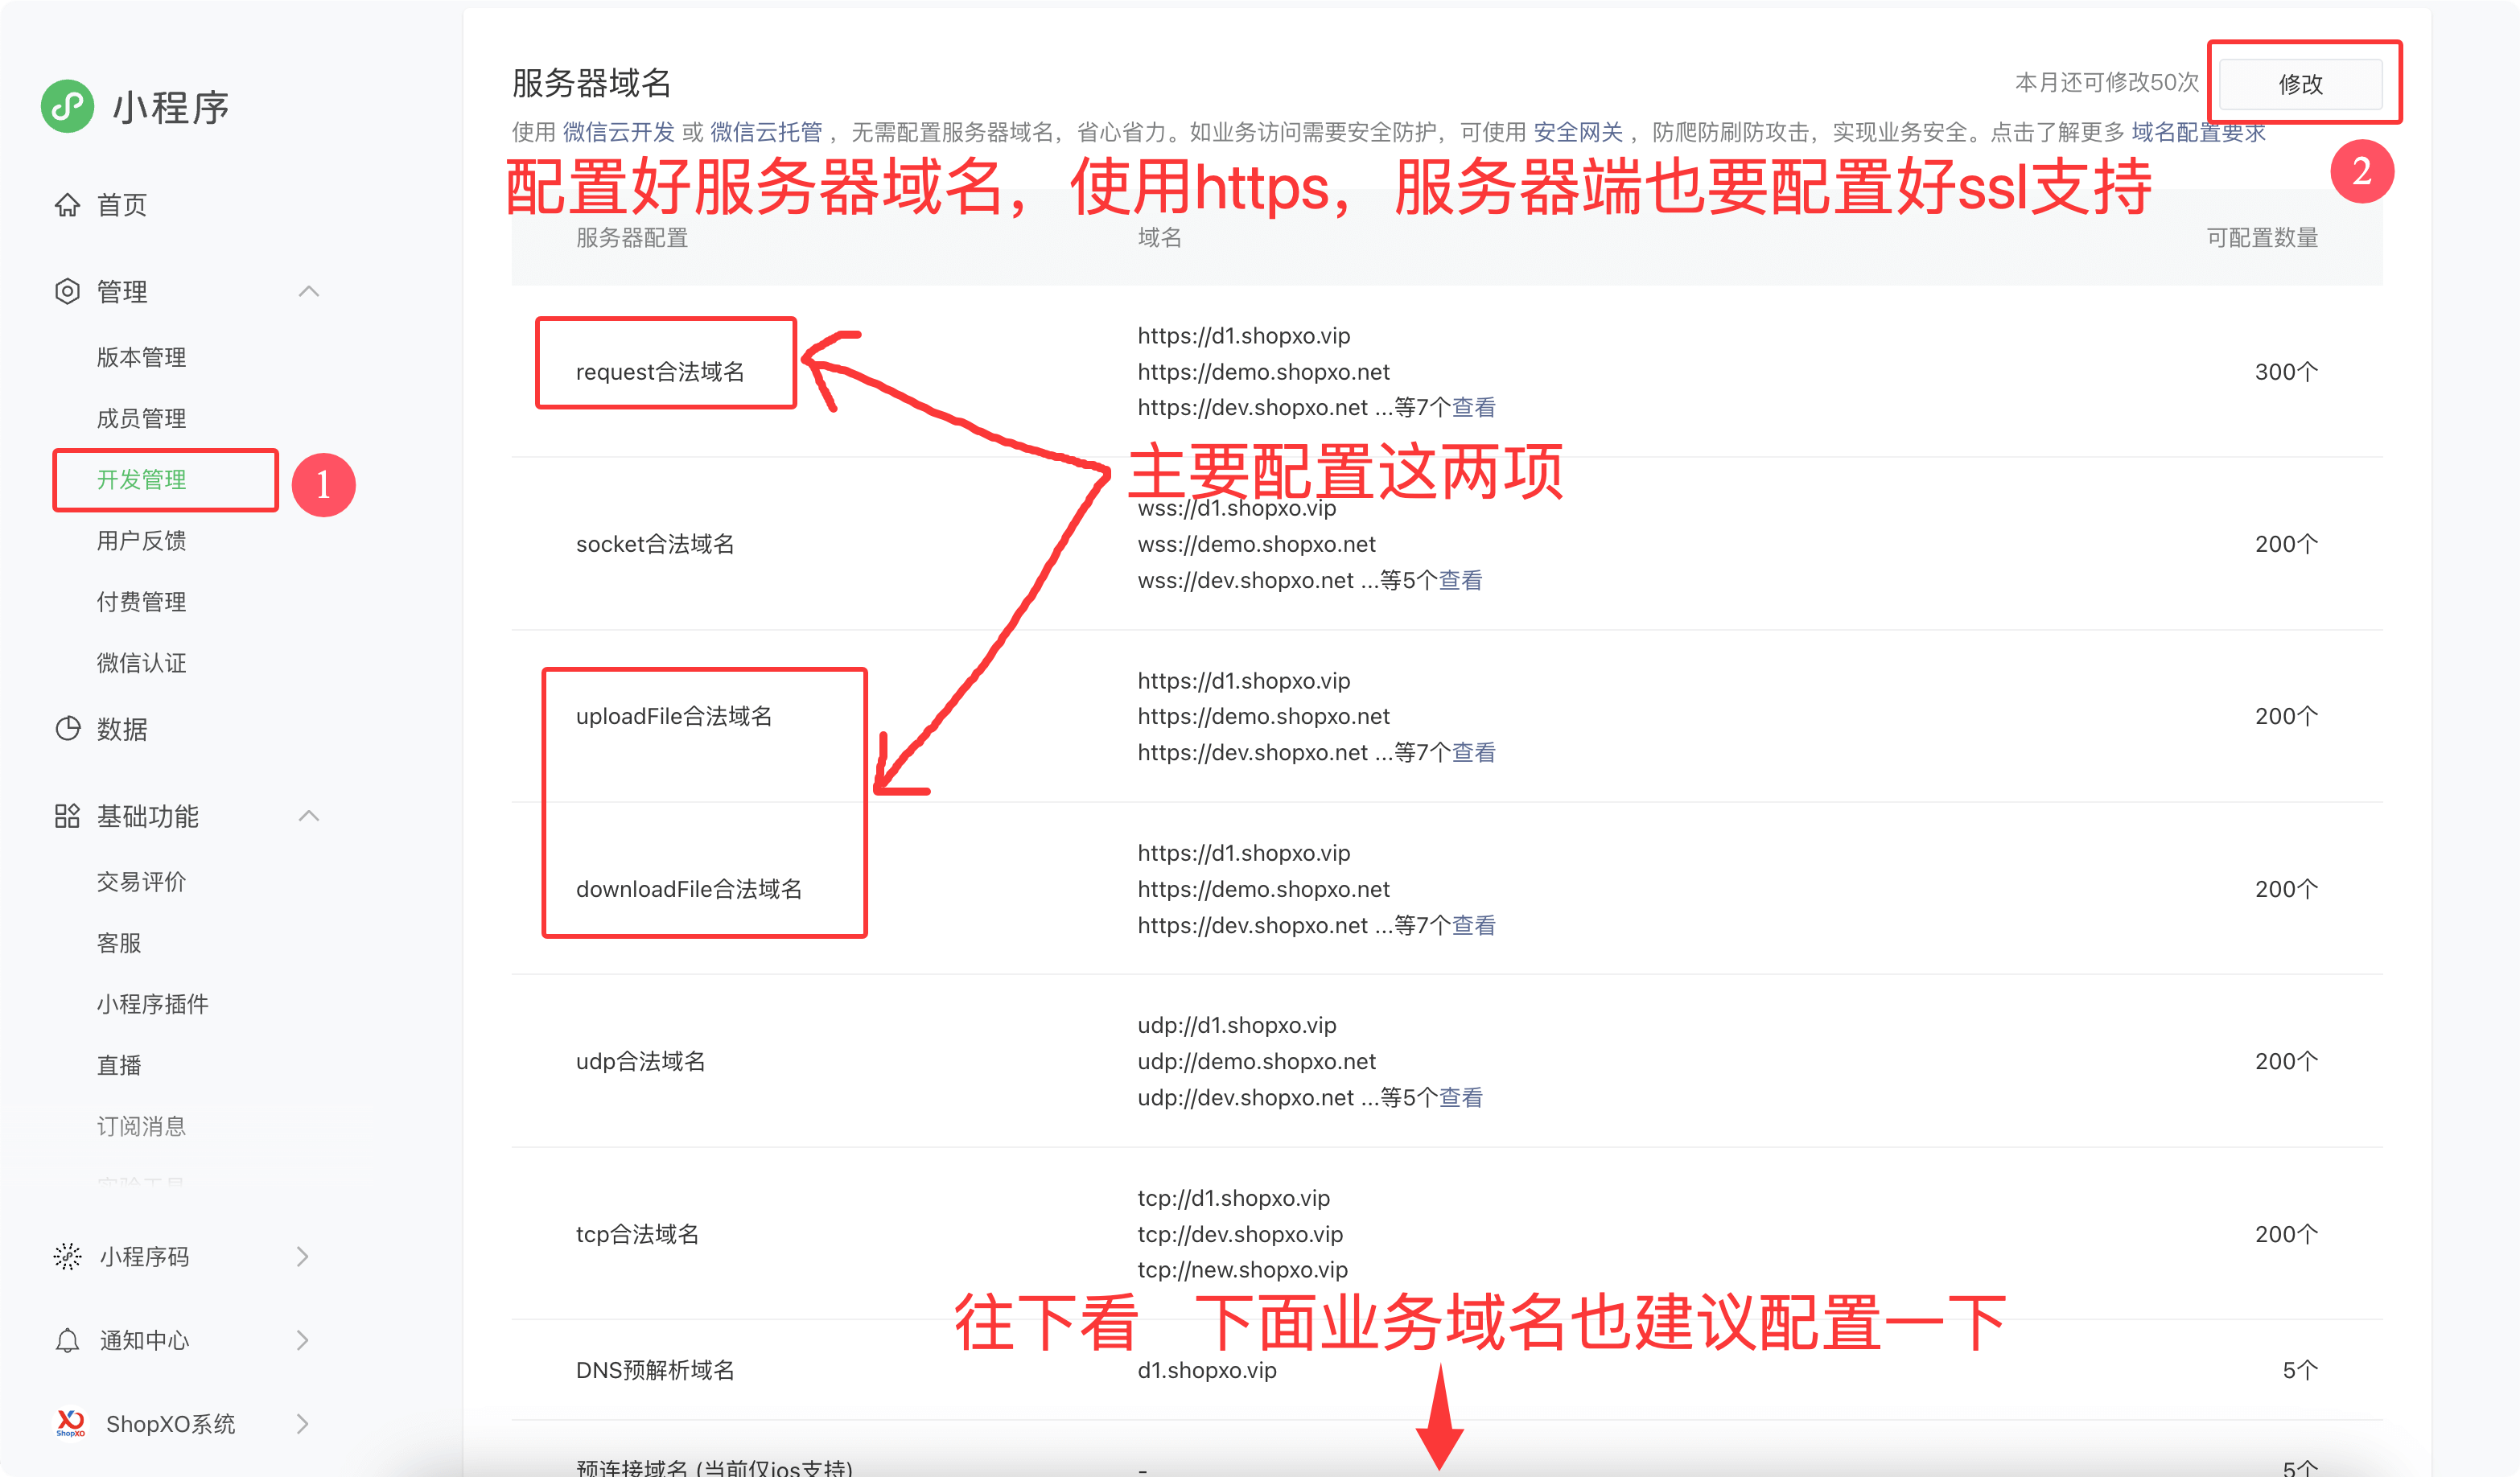 小程序
首页
管理
版本管理
成员管理
开发管理
1
用户反馈
付费管理
微信认证
数据
基础功能
交易评价
客服
小程序插件
直播
订阅消息
小程序码
通知中心
ShopXO
ShopXO系统
服务器域名
本月还可修改50次
修改
2
使用 微信云开发 或 微信云托管 ，无需配置服务器域名，省心省力。如业务访问需要安全防护，可使用 安全网关 ，防爬防刷防攻击，实现业务安全。点击了解更多 域名配置要求
配置好服务器域名，使用https，服务器端也要配置好ssl支持
服务器配置 域名 可配置数量
request合法域名
https://d1.shopxo.vip
https://demo.shopxo.net
https://dev.shopxo.net ...等7个查看
300个
主要配置这两项
socket合法域名
wss://d1.shopxo.vip
wss://demo.shopxo.net
wss://dev.shopxo.net ...等5个查看
200个
uploadFile合法域名
https://d1.shopxo.vip
https://demo.shopxo.net
https://dev.shopxo.net ...等7个查看
200个
downloadFile合法域名
https://d1.shopxo.vip
https://demo.shopxo.net
https://dev.shopxo.net ...等7个查看
200个
udp合法域名
udp://d1.shopxo.vip
udp://demo.shopxo.net
udp://dev.shopxo.net ...等5个查看
200个
tcp合法域名
tcp://d1.shopxo.vip
tcp://dev.shopxo.vip
tcp://new.shopxo.vip
200个
往下看 下面业务域名也建议配置一下
DNS预解析域名
d1.shopxo.vip
5个
预连接域名 (当前仅ios支持)
-
5个